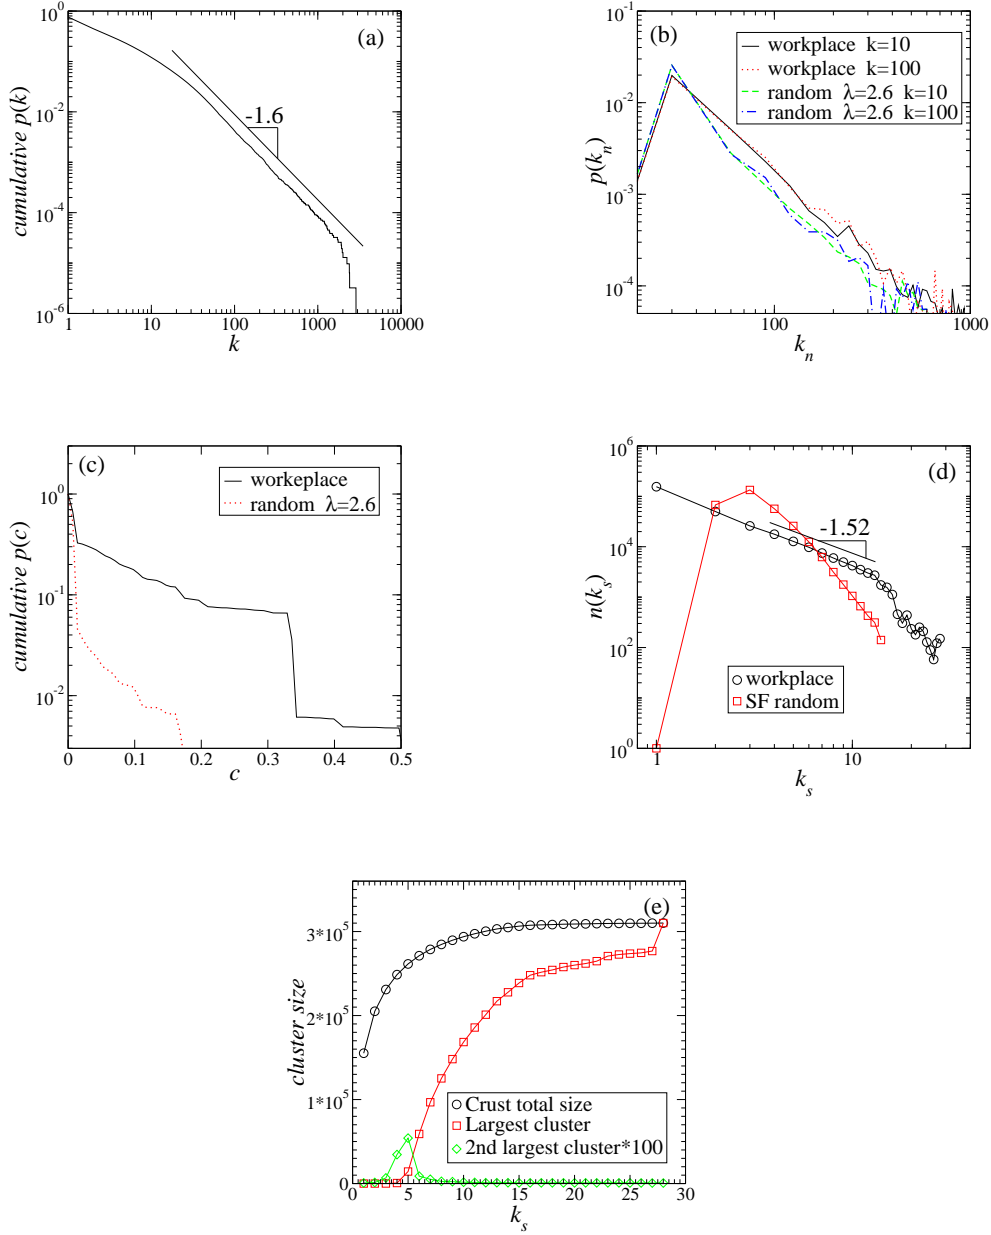 (a)
-1.6
cumulative p(k)
10^0
10^-2
10^-4
10^-6
1 10 100 1000 10000
k
(b)
workplace k=10
workplace k=100
random λ=2.6 k=10
random λ=2.6 k=100
p(k_n)
10^-1
10^-2
10^-3
10^-4
100 1000
k_n
(c)
workeplace
random λ=2.6
cumulative p(c)
10^0
10^-1
10^-2
0 0.1 0.2 0.3 0.4 0.5
c
(d)
-1.52
n(k_s)
10^6
10^4
10^2
10^0
workplace
SF random
1 10
k_s
(e)
cluster size
3*10^5
2*10^5
1*10^5
0
Crust total size
Largest cluster
2nd largest cluster*100
0 5 10 15 20 25 30
k_s